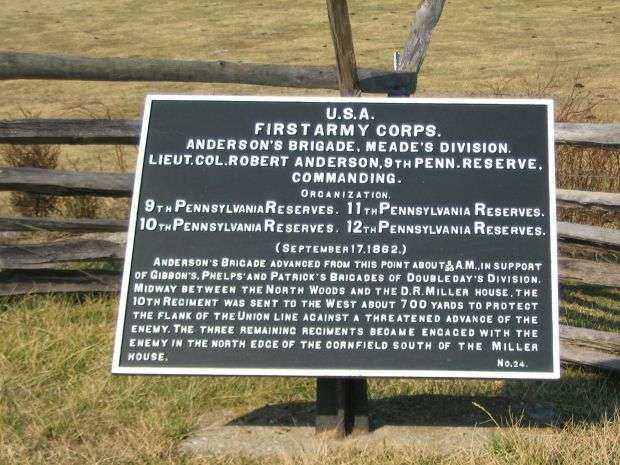 U.S.A.
FIRST ARMY CORPS.
ANDERSON'S BRIGADE, MEADE'S DIVISION.
LIEUT. COL. ROBERT ANDERSON, 9TH PENN. RESERVE,
COMMANDING.
ORGANIZATION.
9TH PENNSYLVANIA RESERVES. 11TH PENNSYLVANIA RESERVES.
10TH PENNSYLVANIA RESERVES. 12TH PENNSYLVANIA RESERVES.
(SEPTEMBER 17, 1862.)
ANDERSON'S BRIGADE ADVANCED FROM THIS POINT ABOUT A.M., IN SUPPORT
OF GIBBON'S, PHELPS' AND PATRICK'S BRIGADES OF DOUBLEDAY'S DIVISION.
MIDWAY BETWEEN THE NORTH WOODS AND THE D.R. MILLER HOUSE, THE
10TH REGIMENT WAS SENT TO THE WEST ABOUT 700 YARDS TO PROTECT
THE FLANK OF THE UNION LINE AGAINST A THREATENED ADVANCE OF THE
ENEMY. THE THREE REMAINING REGIMENTS BECAME ENGAGED WITH THE
ENEMY IN THE NORTH EDGE OF THE CORNFIELD SOUTH OF THE MILLER
HOUSE. NO. 24.